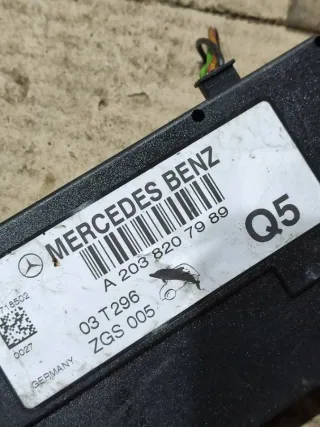 MERCEDES BENZ
A 203 820 79 89
Q5
03 T296
ZGS 005
0027
GERMANY